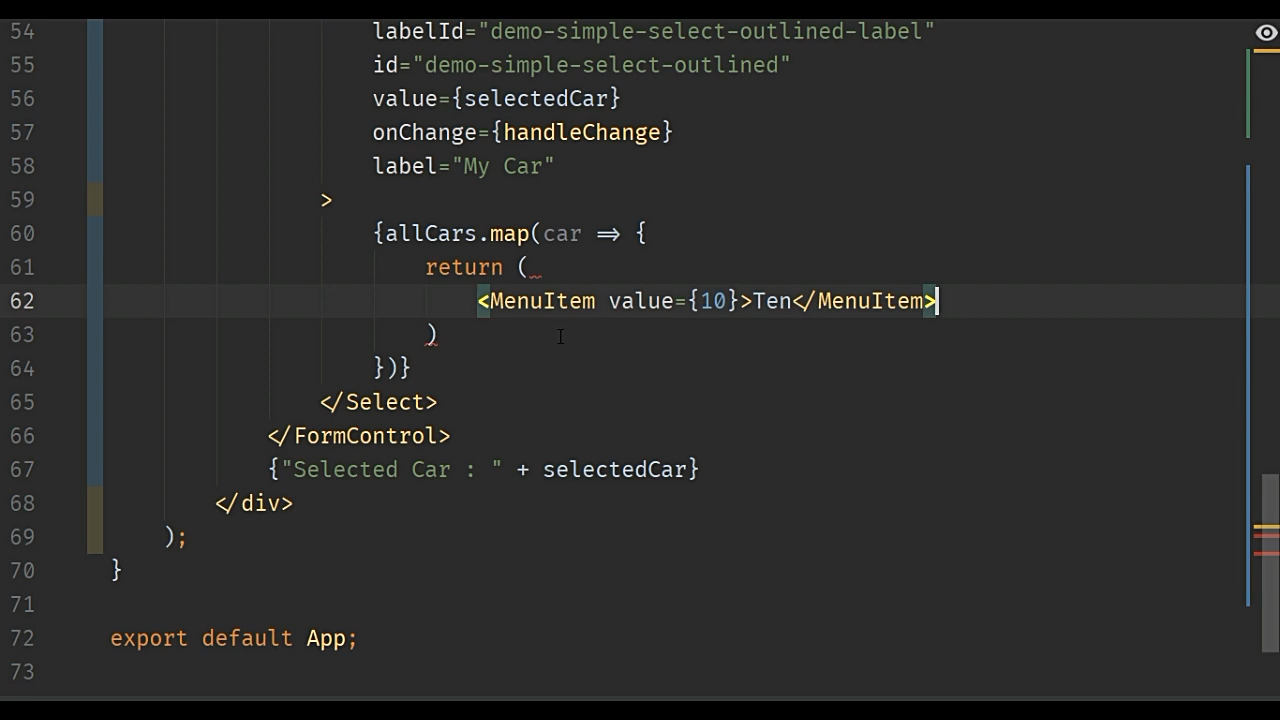 54 labelId="demo-simple-select-outlined-label"
55 id="demo-simple-select-outlined"
56 value={selectedCar}
57 onChange={handleChange}
58 label="My Car"
59 >
60 {allCars.map(car => {
61 return (
62 <MenuItem value={10}>Ten</MenuItem>
63 )
64 })}
65 </Select>
66 </FormControl>
67 {"Selected Car : " + selectedCar}
68 </div>
69 );
70 }
71
72 export default App;
73